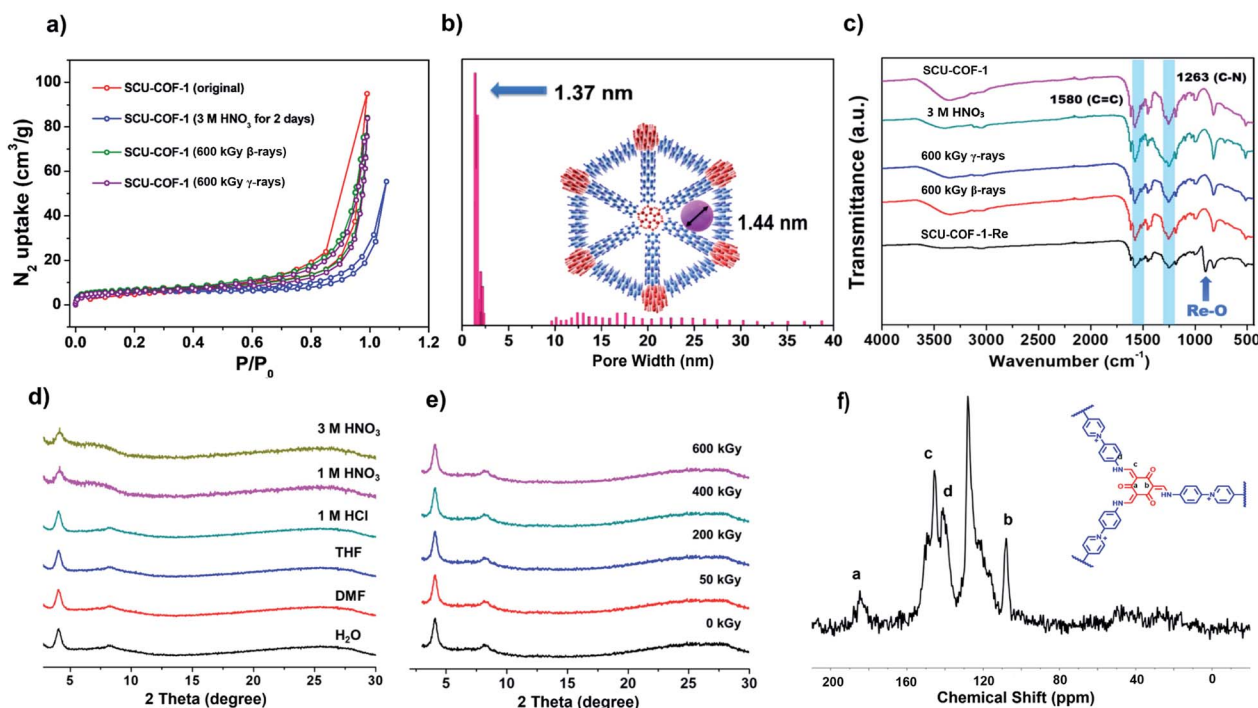 a)
100
80
60
40
20
0
N₂ uptake (cm³/g)
SCU-COF-1 (original)
SCU-COF-1 (3 M HNO₃ for 2 days)
SCU-COF-1 (600 kGy β-rays)
SCU-COF-1 (600 kGy γ-rays)
0.0 0.2 0.4 0.6 0.8 1.0 1.2
P/P₀
b)
1.37 nm
1.44 nm
0 5 10 15 20 25 30 35 40
Pore Width (nm)
c)
Transmittance (a.u.)
SCU-COF-1
1263 (C-N)
1580 (C=C)
3 M HNO₃
600 kGy γ-rays
600 kGy β-rays
SCU-COF-1-Re
Re-O
4000 3000 2500 2000 1500 1000 500
Wavenumber (cm⁻¹)
d)
3 M HNO₃
1 M HNO₃
1 M HCl
THF
DMF
H₂O
5 10 15 20 25 30
2 Theta (degree)
e)
600 kGy
400 kGy
200 kGy
50 kGy
0 kGy
5 10 15 20 25 30
2 Theta (degree)
f)
a
c
d
b
N
+
HN
d
c
O
O
a
b
O
NH
N
+
HN
N
+
200 160 120 80 40 0
Chemical Shift (ppm)